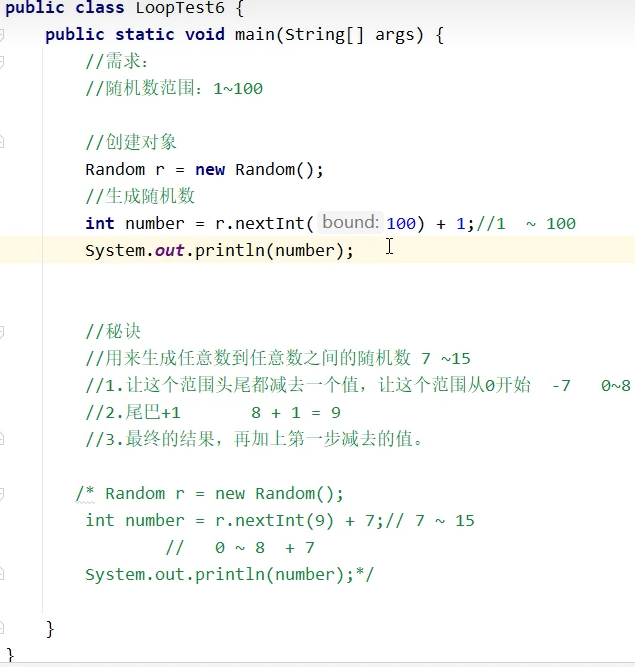 public class LoopTest6 {
public static void main(String[] args) {
//需求：
//随机数范围：1~100
//创建对象
Random r = new Random();
//生成随机数
int number = r.nextInt( bound: 100) + 1;//1 ~ 100
System.out.println(number);
//秘诀
//用来生成任意数到任意数之间的随机数 7 ~15
//1.让这个范围头尾都减去一个值，让这个范围从0开始 -7 0~8
//2.尾巴+1 8 + 1 = 9
//3.最终的结果，再加上第一步减去的值。
/* Random r = new Random();
int number = r.nextInt(9) + 7;// 7 ~ 15
// 0 ~ 8 + 7
System.out.println(number);*/
}
}